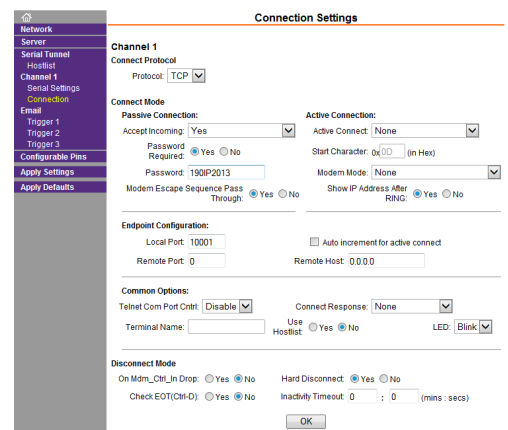 Connection Settings
Network
Server
Serial Tunnel
Hostlist
Channel 1
Serial Settings
Connection
Email
Trigger 1
Trigger 2
Trigger 3
Configurable Pins
Apply Settings
Apply Defaults
Channel 1
Connect Protocol
Protocol: TCP
Connect Mode
Passive Connection: Active Connection:
Accept Incoming: Yes Active Connect: None
Password Required: Yes No Start Character: 0x 0D (in Hex)
Password: 190IP2013 Modem Mode: None
Modem Escape Sequence Pass Through: Yes No Show IP Address After RING: Yes No
Endpoint Configuration:
Local Port: 10001 Auto increment for active connect
Remote Port: 0 Remote Host: 0.0.0.0
Common Options:
Telnet Com Port Cntrl: Disable Connect Response: None
Terminal Name: Use Hostlist: Yes No LED: Blink
Disconnect Mode
On Mdm_Ctrl_In Drop: Yes No Hard Disconnect: Yes No
Check EOT(Ctrl-D): Yes No Inactivity Timeout: 0 : 0 (mins : secs)
OK